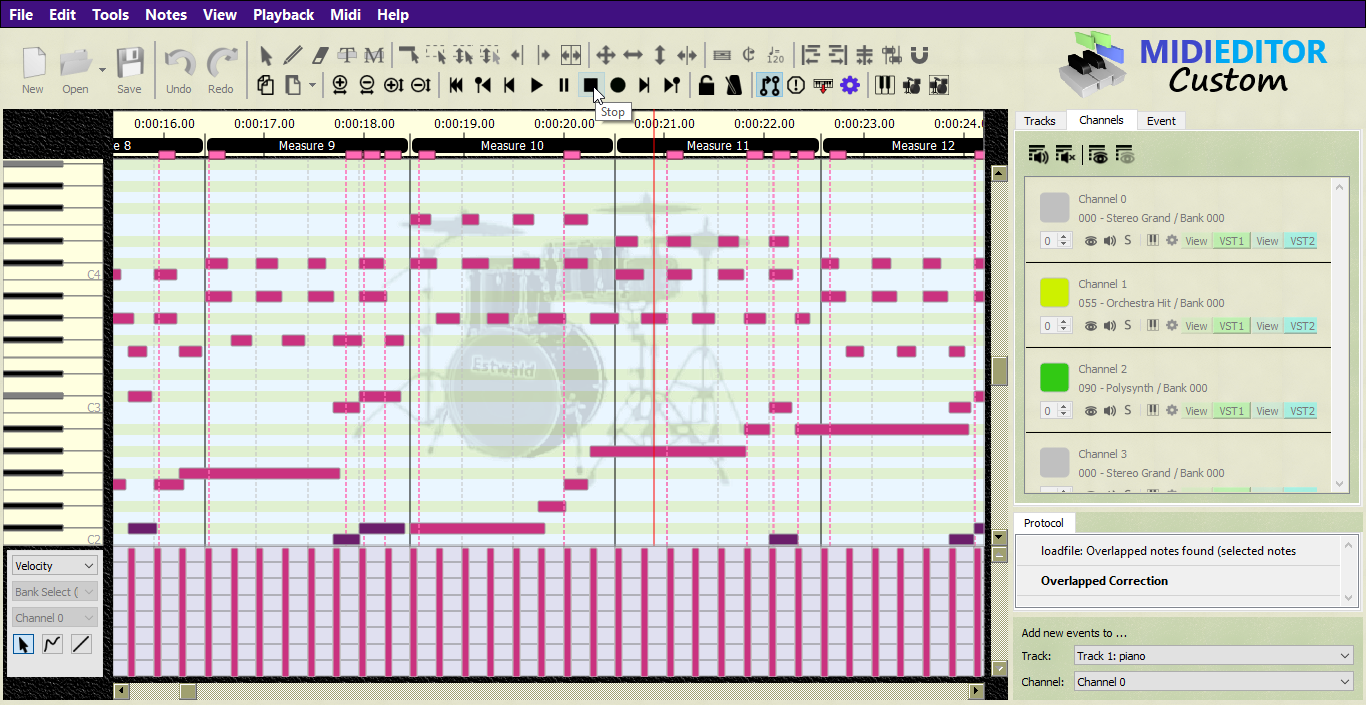 File Edit Tools Notes View Playback Midi Help
New Open Save Undo Redo
T M
120
MIDIEDITOR
Custom
Stop
0:00:16.00 0:00:17.00 0:00:18.00 0:00:19.00 0:00:20.00 0:00:21.00 0:00:22.00 0:00:23.00 0:00:24.
e 8 Measure 9 Measure 10 Measure 11 Measure 12
C4
C3
C2
Estwald
Velocity
Bank Select (
Channel 0
Tracks Channels Event
Channel 0
000 - Stereo Grand / Bank 000
0 S View VST1 View VST2
Channel 1
055 - Orchestra Hit / Bank 000
0 S View VST1 View VST2
Channel 2
090 - Polysynth / Bank 000
0 S View VST1 View VST2
Channel 3
000 - Stereo Grand / Bank 000
Protocol
loadfile: Overlapped notes found (selected notes
Overlapped Correction
Add new events to ...
Track: Track 1: piano
Channel: Channel 0